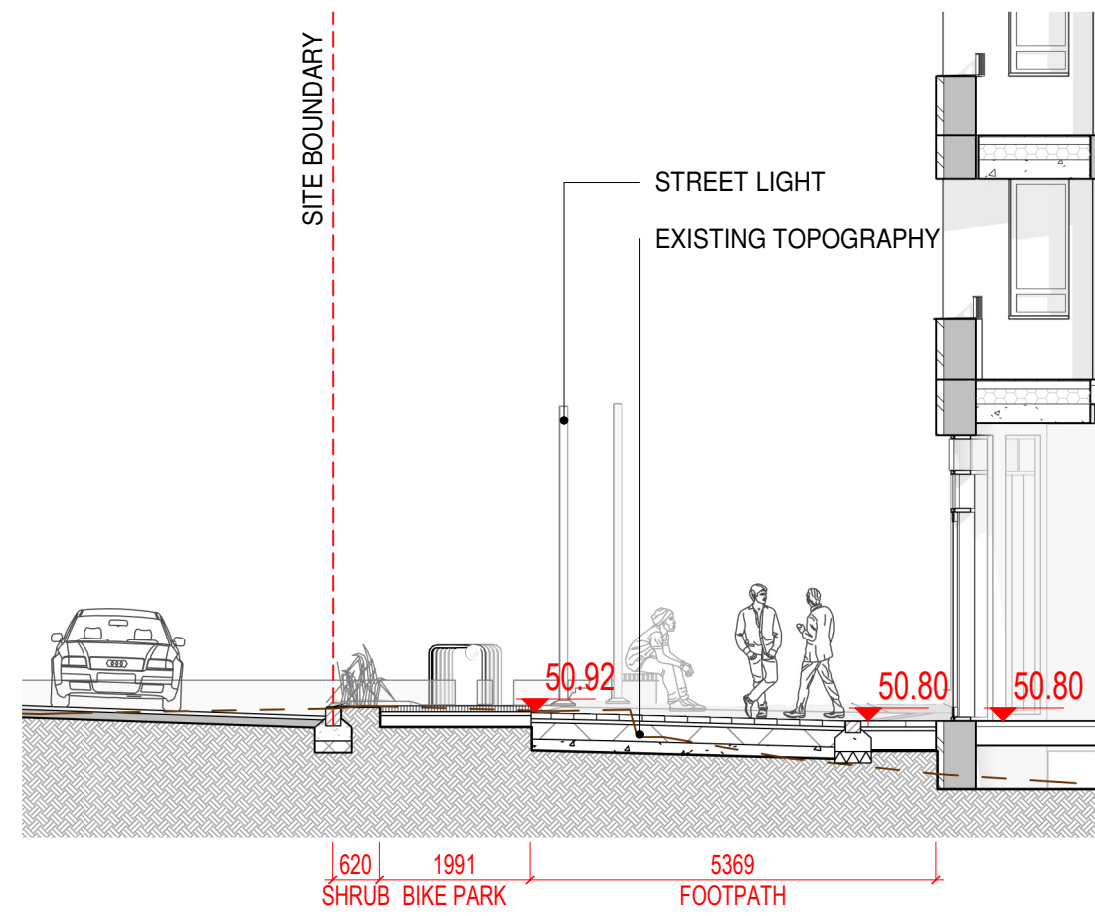 SITE BOUNDARY
STREET LIGHT
EXISTING TOPOGRAPHY
50.92
50.80
50.80
620
1991
5369
SHRUB
BIKE PARK
FOOTPATH